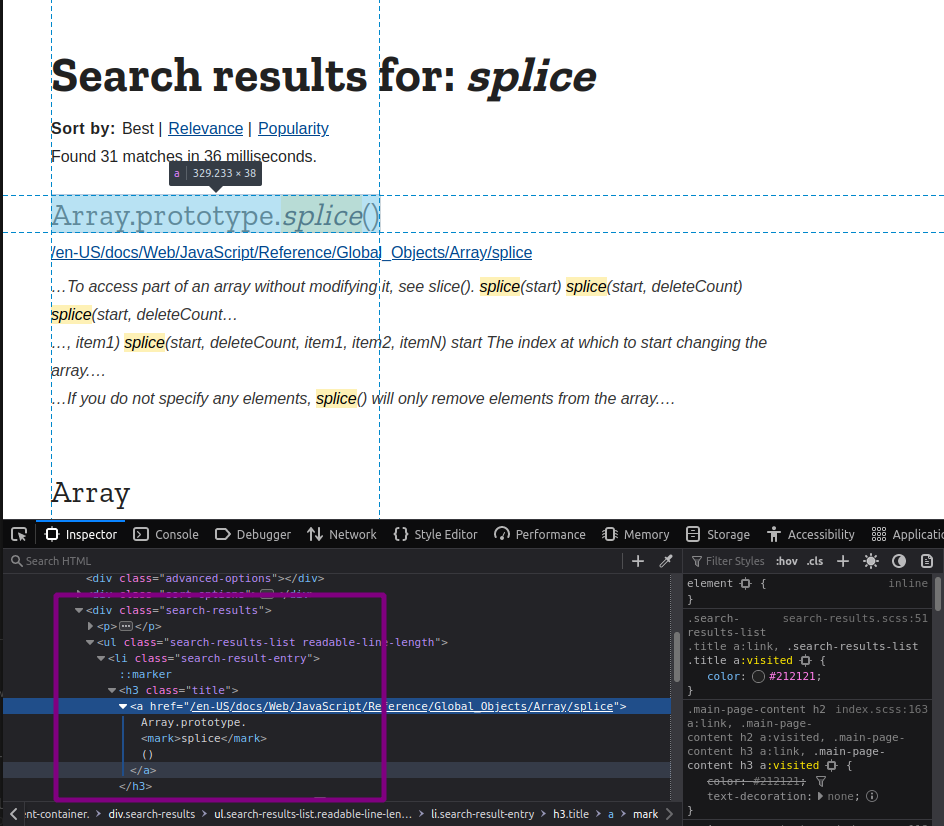 Search results for: splice
Sort by: Best | Relevance | Popularity
Found 31 matches in 36 milliseconds.
a 329.233 × 38
Array.prototype.splice()
/en-US/docs/Web/JavaScript/Reference/Global_Objects/Array/splice
…To access part of an array without modifying it, see slice(). splice(start) splice(start, deleteCount)
splice(start, deleteCount…
…, item1) splice(start, deleteCount, item1, item2, itemN) start The index at which to start changing the
array.…
…If you do not specify any elements, splice() will only remove elements from the array.…
Array
Inspector Console Debugger Network Style Editor Performance Memory Storage Accessibility Applicatio
Search HTML
<div class="advanced-options"></div>
<div class="sort-options"> </div>
<div class="search-results">
<p> </p>
<ul class="search-results-list readable-line-length">
<li class="search-result-entry">
::marker
<h3 class="title">
<a href="/en-US/docs/Web/JavaScript/Reference/Global_Objects/Array/splice">
Array.prototype.
<mark>splice</mark>
()
</a>
</h3>
nt-container. div.search-results ul.search-results-list.readable-line-len… li.search-result-entry h3.title a mark
Filter Styles :hov .cls
element { inline
}
.search- search-results.scss:51
results-list
.title a:link, .search-results-list
.title a:visited {
color: #212121;
}
.main-page-content h2 index.scss:163
a:link, .main-page-
content h2 a:visited, .main-page-
content h3 a:link, .main-page-
content h3 a:visited {
color: #212121;
text-decoration: none;
}